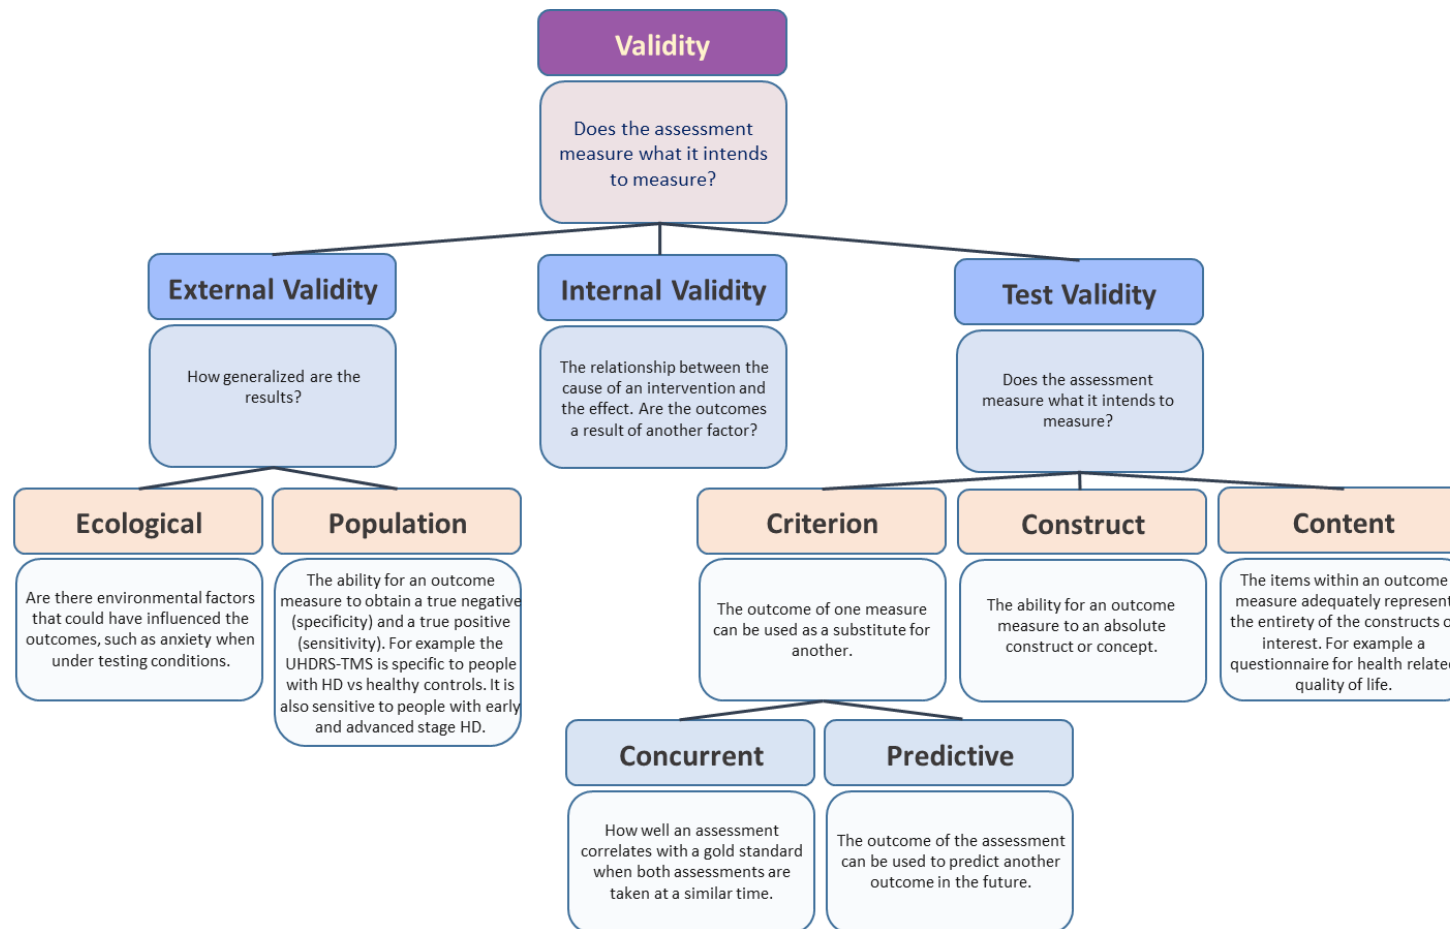 Validity
Does the assessment
measure what it intends
to measure?
External Validity
How generalized are the
results?
Internal Validity
The relationship between the
cause of an intervention and
the effect. Are the outcomes
a result of another factor?
Test Validity
Does the assessment
measure what it intends to
measure?
Ecological
Are there environmental factors
that could have influenced the
outcomes, such as anxiety when
under testing conditions.
Population
The ability for an outcome
measure to obtain a true negative
(specificity) and a true positive
(sensitivity). For example the
UHDRS-TMS is specific to people
with HD vs healthy controls. It is
also sensitive to people with early
and advanced stage HD.
Criterion
The outcome of one measure
can be used as a substitute for
another.
Construct
The ability for an outcome
measure to an absolute
construct or concept.
Content
The items within an outcome
measure adequately represent
the entirety of the constructs
interest. For example a
questionnaire for health
quality of life.
Concurrent
How well an assessment
correlates with a gold standard
when both assessments are
taken at a similar time.
Predictive
The outcome of the assessment
can be used to predict another
outcome in the future.